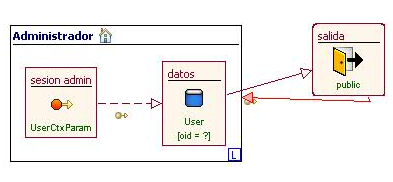 Administrador
sesion admin
UserCtxParam
datos
User
[oid = ?]
L
salida
public